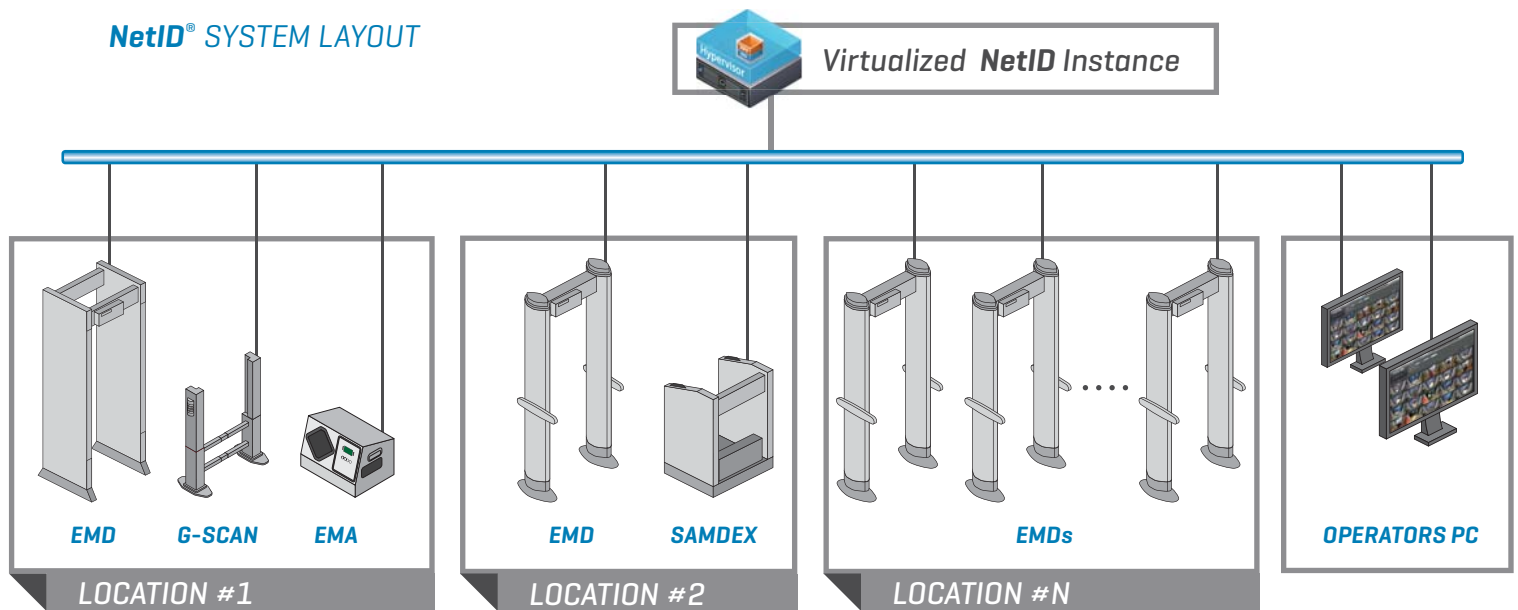 NetID® SYSTEM LAYOUT
Hypervisor
Virtualized NetID Instance
EMD
G-SCAN
EMA
LOCATION #1
EMD
SAMDEX
LOCATION #2
EMDs
LOCATION #N
OPERATORS PC